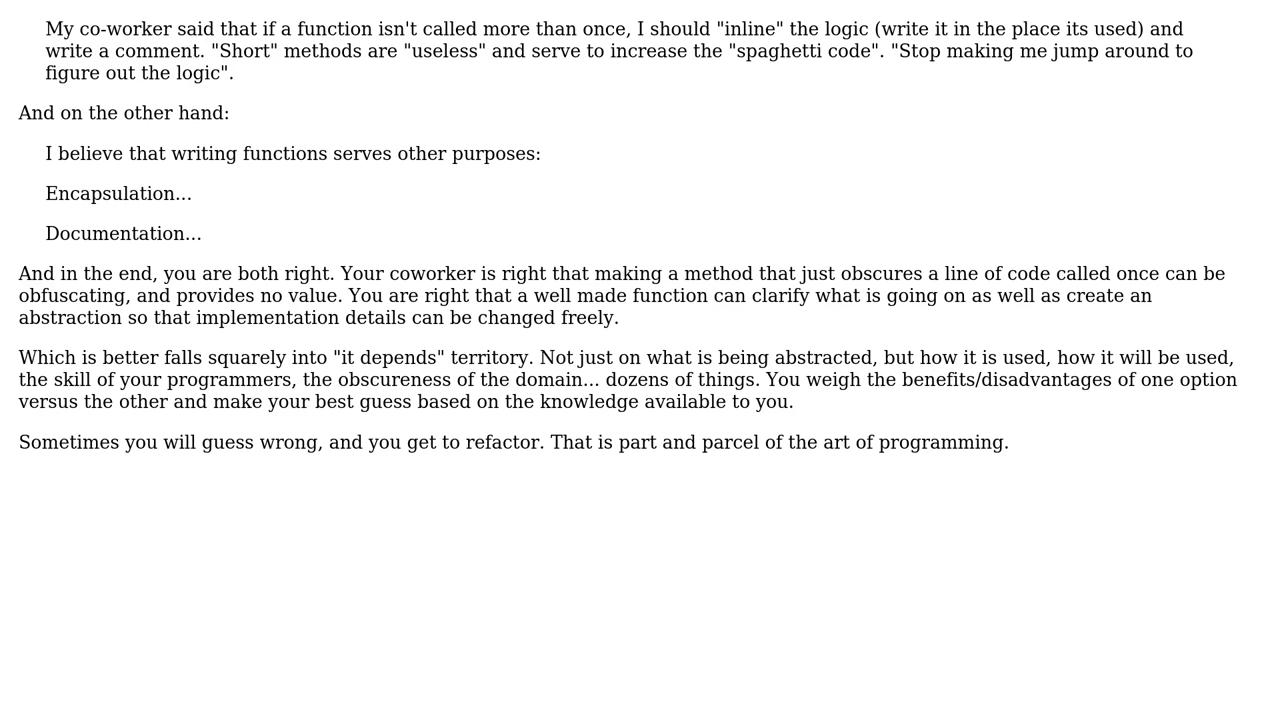 My co-worker said that if a function isn't called more than once, I should "inline" the logic (write it in the place its used) and
write a comment. "Short" methods are "useless" and serve to increase the "spaghetti code". "Stop making me jump around to
figure out the logic".
And on the other hand:
I believe that writing functions serves other purposes:
Encapsulation...
Documentation...
And in the end, you are both right. Your coworker is right that making a method that just obscures a line of code called once can be
obfuscating, and provides no value. You are right that a well made function can clarify what is going on as well as create an
abstraction so that implementation details can be changed freely.
Which is better falls squarely into "it depends" territory. Not just on what is being abstracted, but how it is used, how it will be used,
the skill of your programmers, the obscureness of the domain... dozens of things. You weigh the benefits/disadvantages of one option
versus the other and make your best guess based on the knowledge available to you.
Sometimes you will guess wrong, and you get to refactor. That is part and parcel of the art of programming.